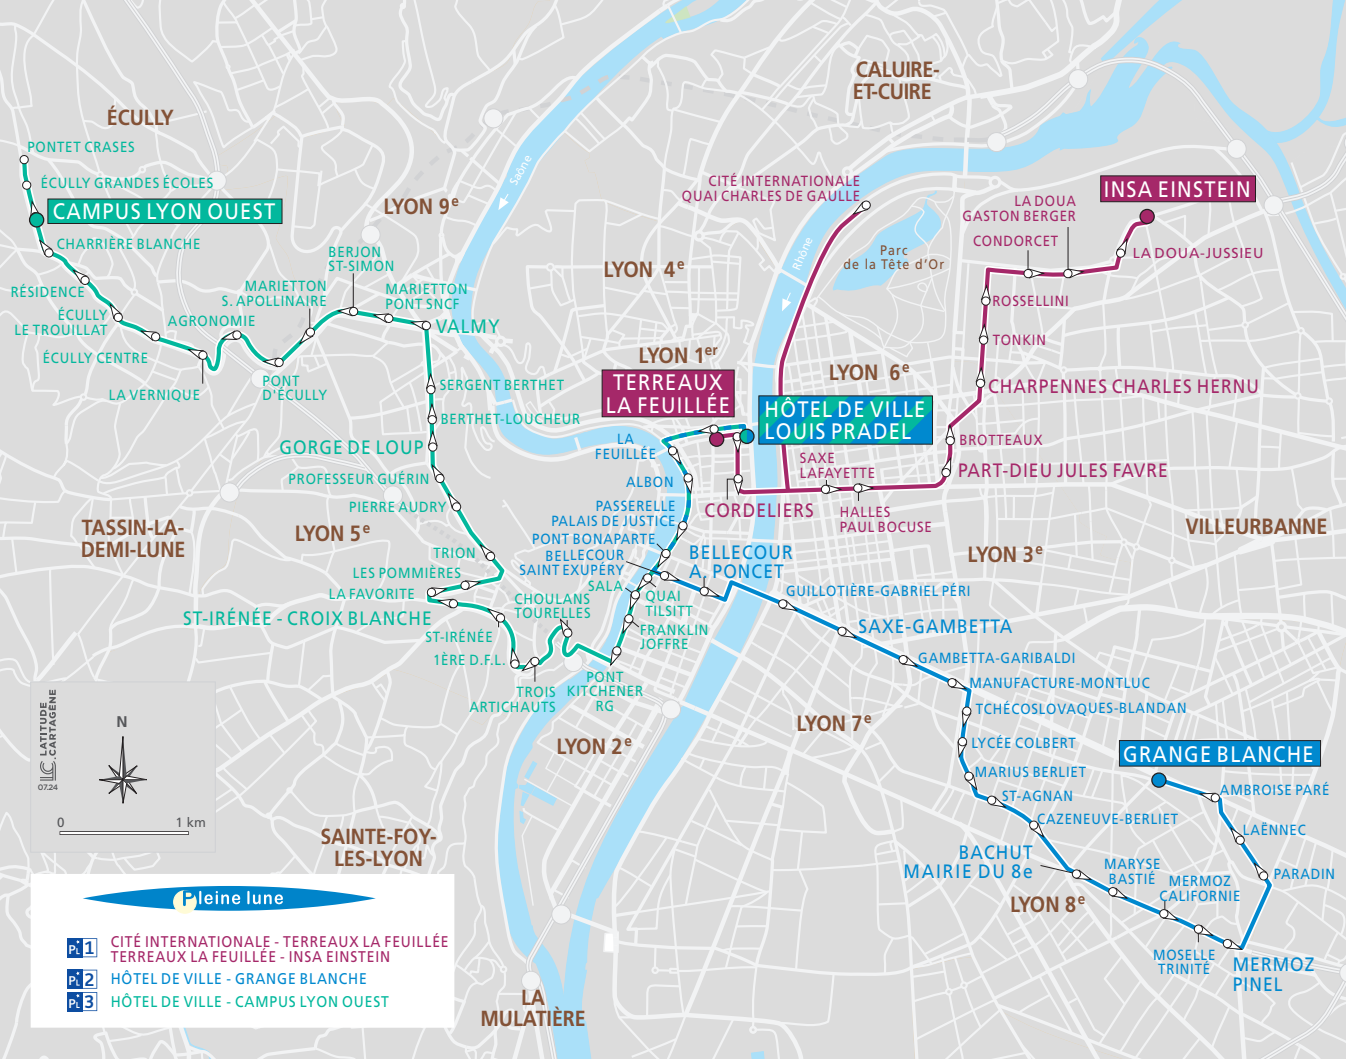 CALUIRE-
ET-CUIRE
ÉCULLY
PONTET CRASES
ÉCULLY GRANDES ÉCOLES
CAMPUS LYON OUEST
CHARRIÈRE BLANCHE
RÉSIDENCE
ÉCULLY
LE TROUILLAT
ÉCULLY CENTRE
LA VERNIQUE
AGRONOMIE
PONT
D'ÉCULLY
MARIETTON
S. APOLLINAIRE
BERJON
ST-SIMON
MARIETTON
PONT SNCF
VALMY
LYON 9e
SERGENT BERTHET
BERTHET-LOUCHEUR
GORGE DE LOUP
PROFESSEUR GUÉRIN
PIERRE AUDRY
TRION
LES POMMIÈRES
LA FAVORITE
ST-IRÉNÉE - CROIX BLANCHE
ST-IRÉNÉE
1ÈRE D.F.L.
TROIS
ARTICHAUTS
CHOULANS
TOURELLES
PONT
KITCHENER
RG
FRANKLIN
JOFFRE
QUAI
TILSITT
SALA
TASSIN-LA-
DEMI-LUNE
LYON 5e
Saône
Rhône
LYON 4e
LYON 1er
TERREAUX
LA FEUILLÉE
HÔTEL DE VILLE
LOUIS PRADEL
LA
FEUILLÉE
ALBON
PASSERELLE
PALAIS DE JUSTICE
PONT BONAPARTE
BELLECOUR
SAINT EXUPÉRY
BELLECOUR
A. PONCET
CORDELIERS
CITÉ INTERNATIONALE
QUAI CHARLES DE GAULLE
Parc
de la Tête d'Or
LYON 6e
SAXE
LAFAYETTE
HALLES
PAUL BOCUSE
PART-DIEU JULES FAVRE
BROTTEAUX
CHARPENNES CHARLES HERNU
TONKIN
ROSSELLINI
CONDORCET
LA DOUA
GASTON BERGER
LA DOUA-JUSSIEU
INSA EINSTEIN
VILLEURBANNE
LYON 3e
GUILLOTIÈRE-GABRIEL PÉRI
SAXE-GAMBETTA
GAMBETTA-GARIBALDI
MANUFACTURE-MONTLUC
TCHÉCOSLOVAQUES-BLANDAN
LYCÉE COLBERT
MARIUS BERLIET
ST-AGNAN
CAZENEUVE-BERLIET
BACHUT
MAIRIE DU 8e
MARYSE
BASTIÉ
MERMOZ
CALIFORNIE
MOSELLE
TRINITÉ
MERMOZ
PINEL
PARADIN
LAËNNEC
AMBROISE PARÉ
GRANGE BLANCHE
LYON 8e
LYON 7e
LYON 2e
SAINTE-FOY-
LES-LYON
LA
MULATIÈRE
LATITUDE
CARTAGÈNE
LC
07.24
N
0 1 km
Pleine lune
PL 1 CITÉ INTERNATIONALE - TERREAUX LA FEUILLÉE
TERREAUX LA FEUILLÉE - INSA EINSTEIN
PL 2 HÔTEL DE VILLE - GRANGE BLANCHE
PL 3 HÔTEL DE VILLE - CAMPUS LYON OUEST